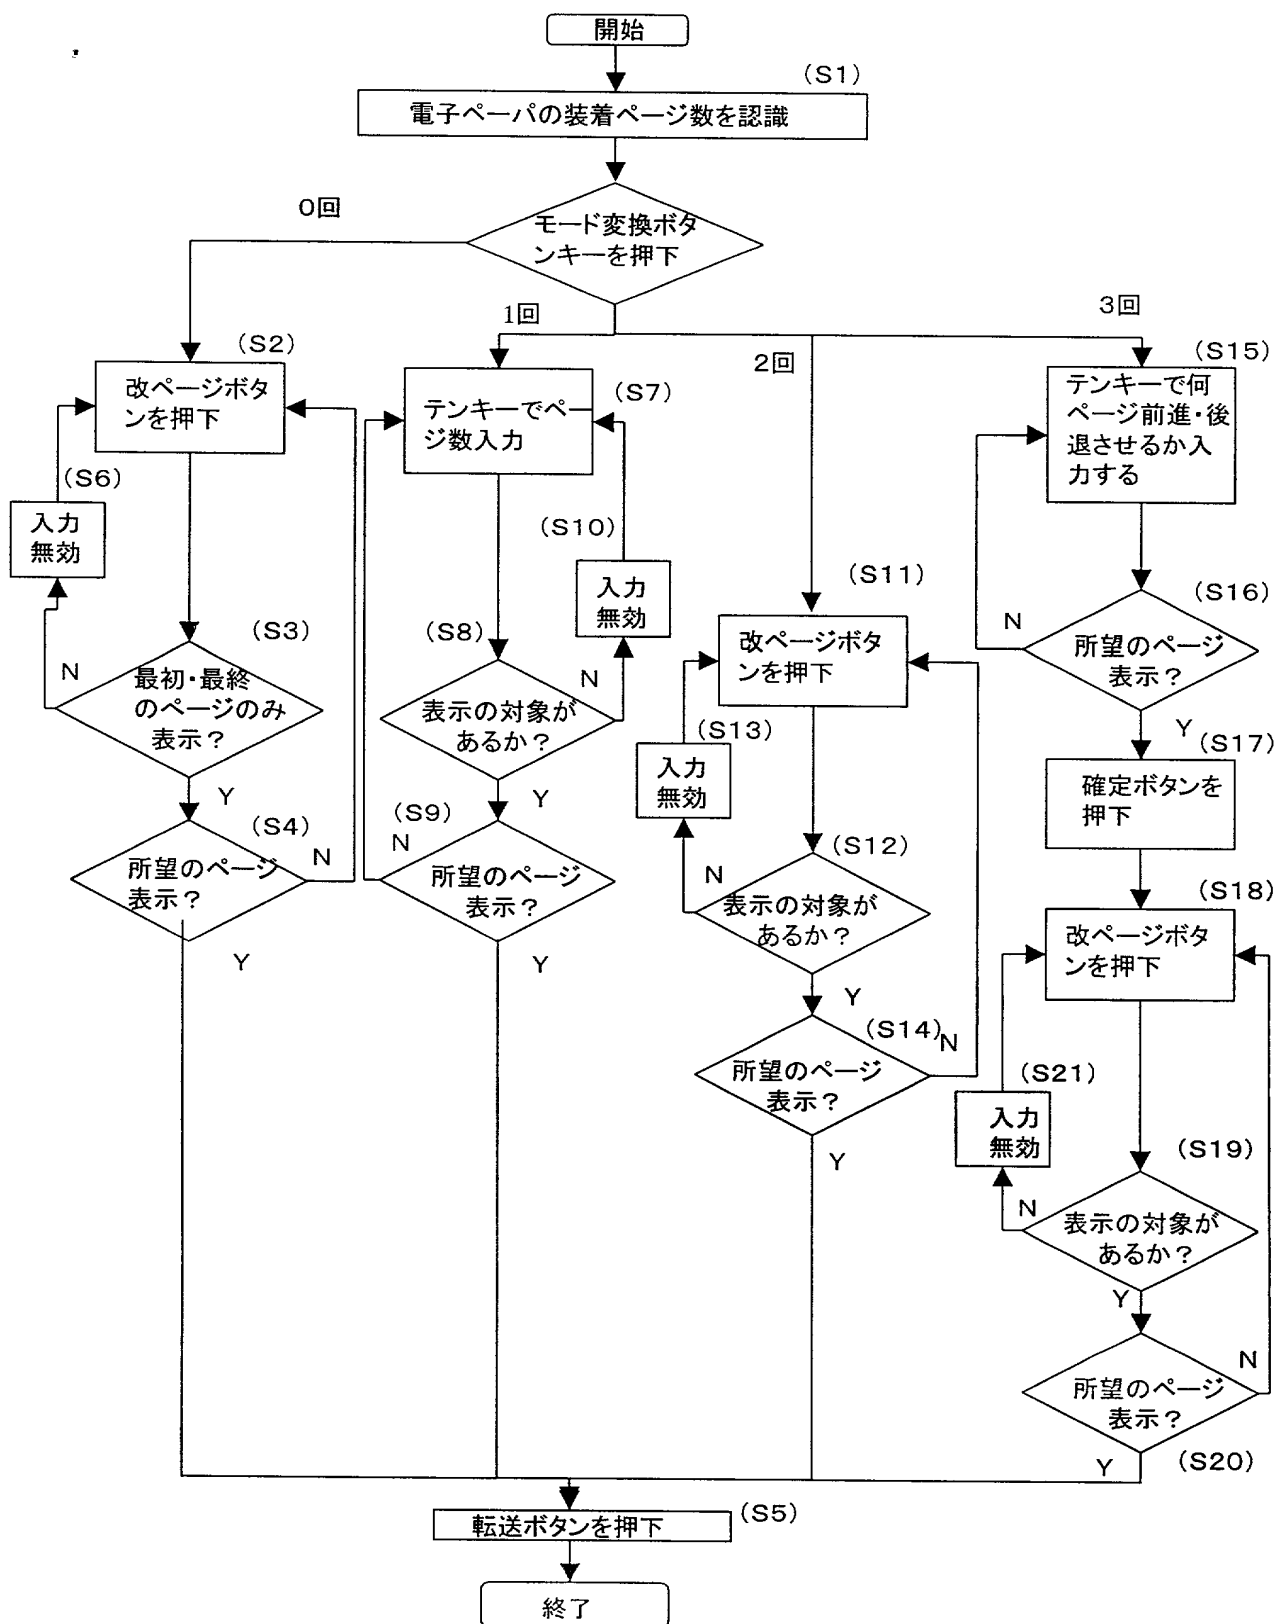 開始
(S1)
電子ペーパの装着ページ数を認識
0回
モード変換ボタ
ンキーを押下
1回
2回
3回
(S2)
改ページボタ
ンを押下
(S6)
入力
無効
(S3)
N
最初・最終
のページのみ
表示？
Y
(S4)
所望のページ
表示？
N
Y
(S7)
テンキーでペー
ジ数入力
(S10)
入力
無効
(S8)
N
表示の対象が
あるか？
Y
(S9)
N
所望のページ
表示？
Y
(S11)
改ページボタ
ンを押下
(S13)
入力
無効
(S12)
N
表示の対象が
あるか？
Y
(S14)
N
所望のページ
表示？
Y
(S15)
テンキーで何
ページ前進・後
退させるか入
力する
(S16)
N
所望のページ
表示？
Y
(S17)
確定ボタンを
押下
(S18)
改ページボタ
ンを押下
(S21)
入力
無効
(S19)
N
表示の対象が
あるか？
Y
N
所望のページ
表示？
Y
(S20)
転送ボタンを押下
(S5)
終了